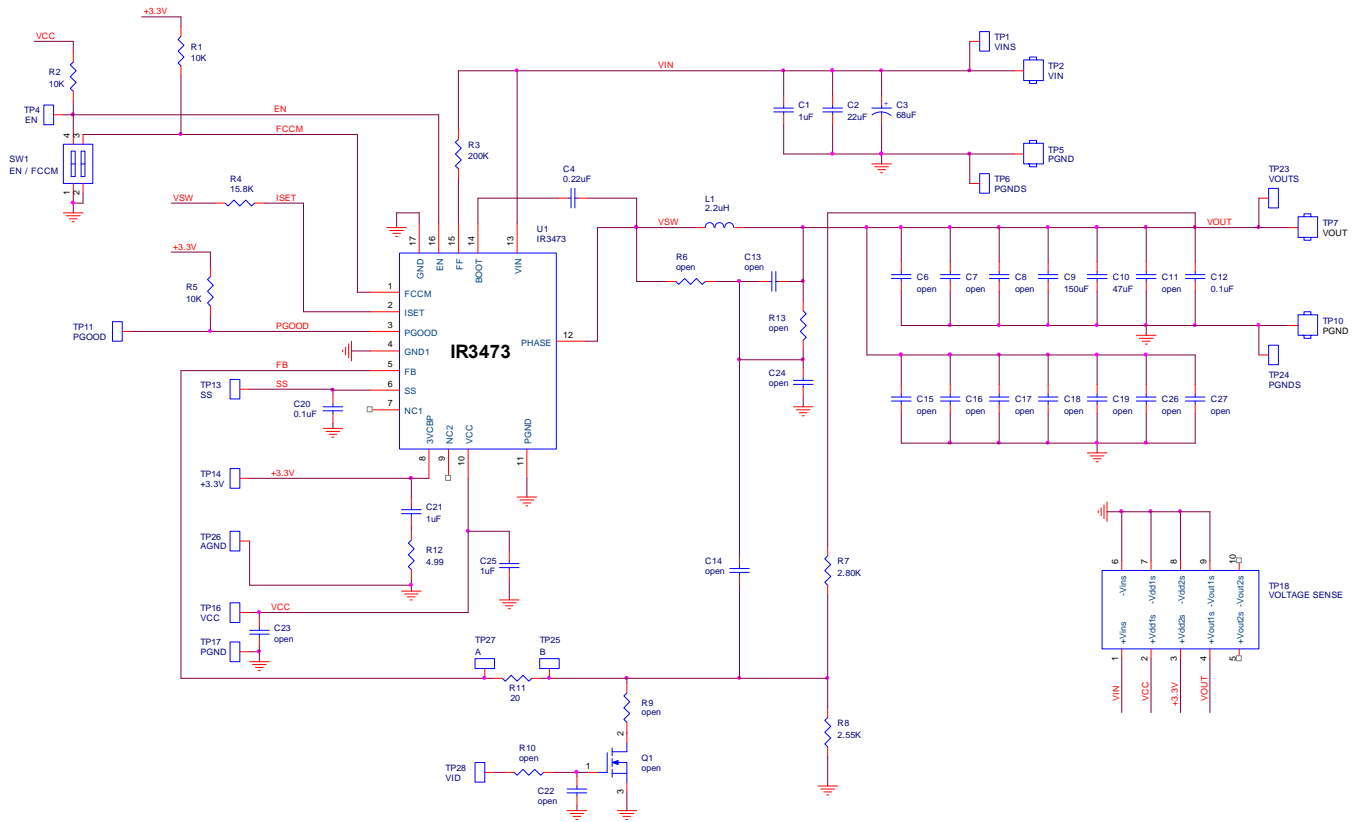 +3.3V
VCC
R1
10K
R2
10K
TP4
EN
EN
FCCM
4
3
SW1
EN / FCCM
1
2
R4
15.8K
VSW
ISET
+3.3V
R5
10K
TP11
PGOOD
PGOOD
FB
TP13
SS
SS
C20
0.1uF
R3
200K
C4
0.22uF
VIN
TP1
VINS
TP2
VIN
C1
1uF
C2
22uF
+
C3
68uF
TP5
PGND
TP6
PGNDS
U1
IR3473
17
16
15
14
13
GND
EN
FF
BOOT
VIN
1
FCCM
2
ISET
3
PGOOD
4
GND1
5
FB
6
SS
7
NC1
IR3473
PHASE
12
3VCBP
NC2
VCC
PGND
8
9
10
11
VSW
L1
2.2uH
R6
open
C13
open
R13
open
C24
open
TP23
VOUTS
VOUT
TP7
VOUT
C6
open
C7
open
C8
open
C9
150uF
C10
47uF
C11
open
C12
0.1uF
TP10
PGND
TP24
PGNDS
C15
open
C16
open
C17
open
C18
open
C19
open
C26
open
C27
open
TP14
+3.3V
+3.3V
C21
1uF
R12
4.99
TP26
AGND
C25
1uF
TP16
VCC
VCC
C23
open
TP17
PGND
C14
open
R7
2.80K
TP27
A
TP25
B
R11
20
R9
open
R8
2.55K
2
Q1
open
1
3
R10
open
TP28
VID
C22
open
6
7
8
9
10
-Vins
-Vdd1s
-Vdd2s
-Vout1s
-Vout2s
TP18
VOLTAGE SENSE
+Vins
+Vdd1s
+Vdd2s
+Vout1s
+Vout2s
1
2
3
4
5
VIN
VCC
+3.3V
VOUT